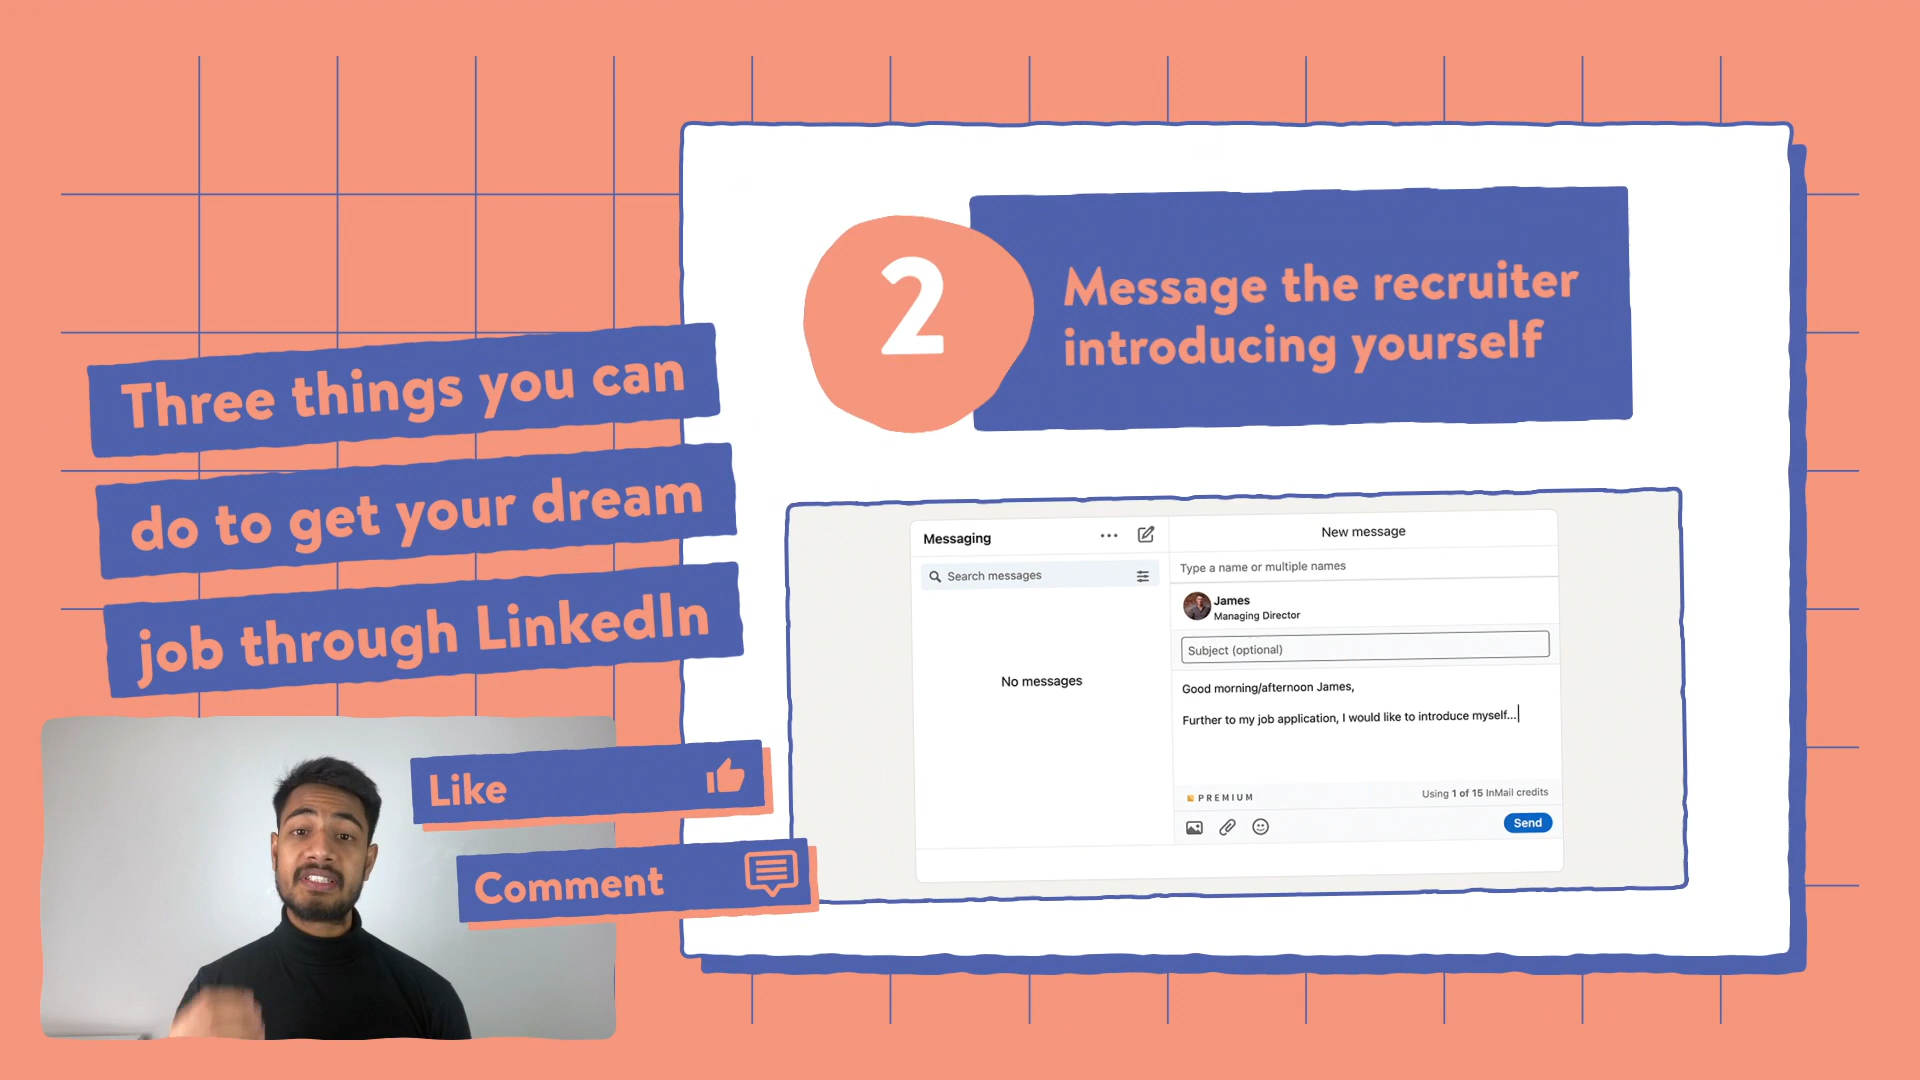 Three things you can
do to get your dream
job through LinkedIn
Like
Comment
2
Message the recruiter
introducing yourself
Messaging
Search messages
No messages
New message
Type a name or multiple names
James
Managing Director
Subject (optional)
Good morning/afternoon James,
Further to my job application, I would like to introduce myself...
PREMIUM
Using 1 of 15 InMail credits
Send